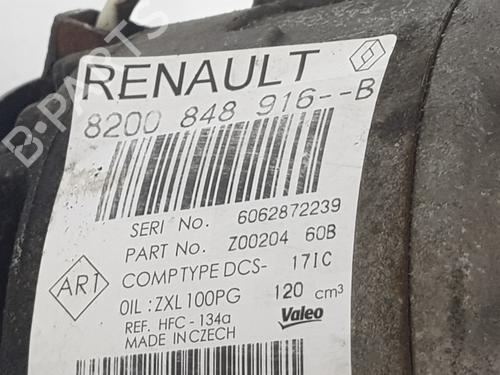 RENAULT
8200 848 916--B
SERI No. 6062872239
PART No. Z00204 60B
COMP TYPE DCS- 17IC
OIL : ZXL 100PG 120 cm³
REF. HFC - 134a
MADE IN CZECH
AR1
Valeo
B-PARTS